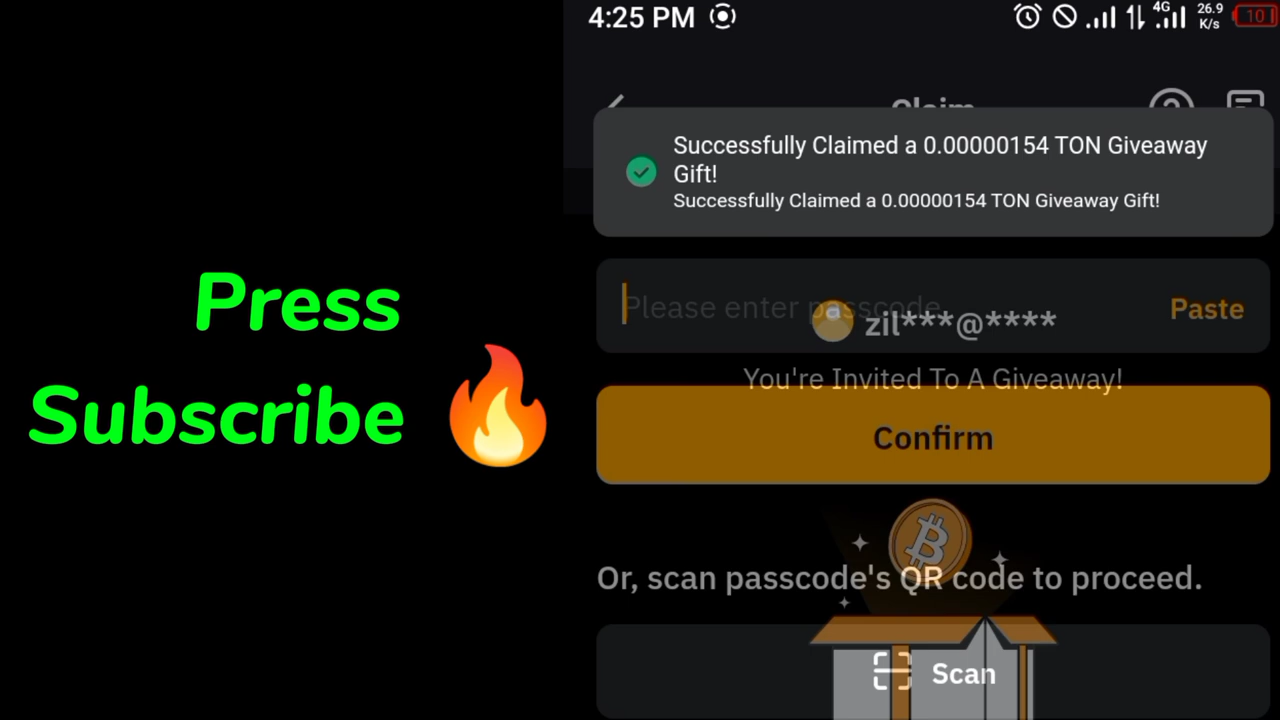 Press
Subscribe
4:25 PM
4G
26.9
K/s
10
Claim
Successfully Claimed a 0.00000154 TON Giveaway
Gift!
Successfully Claimed a 0.00000154 TON Giveaway Gift!
Please enter passcode
Paste
zil***@****
You're Invited To A Giveaway!
Confirm
Or, scan passcode's QR code to proceed.
Scan